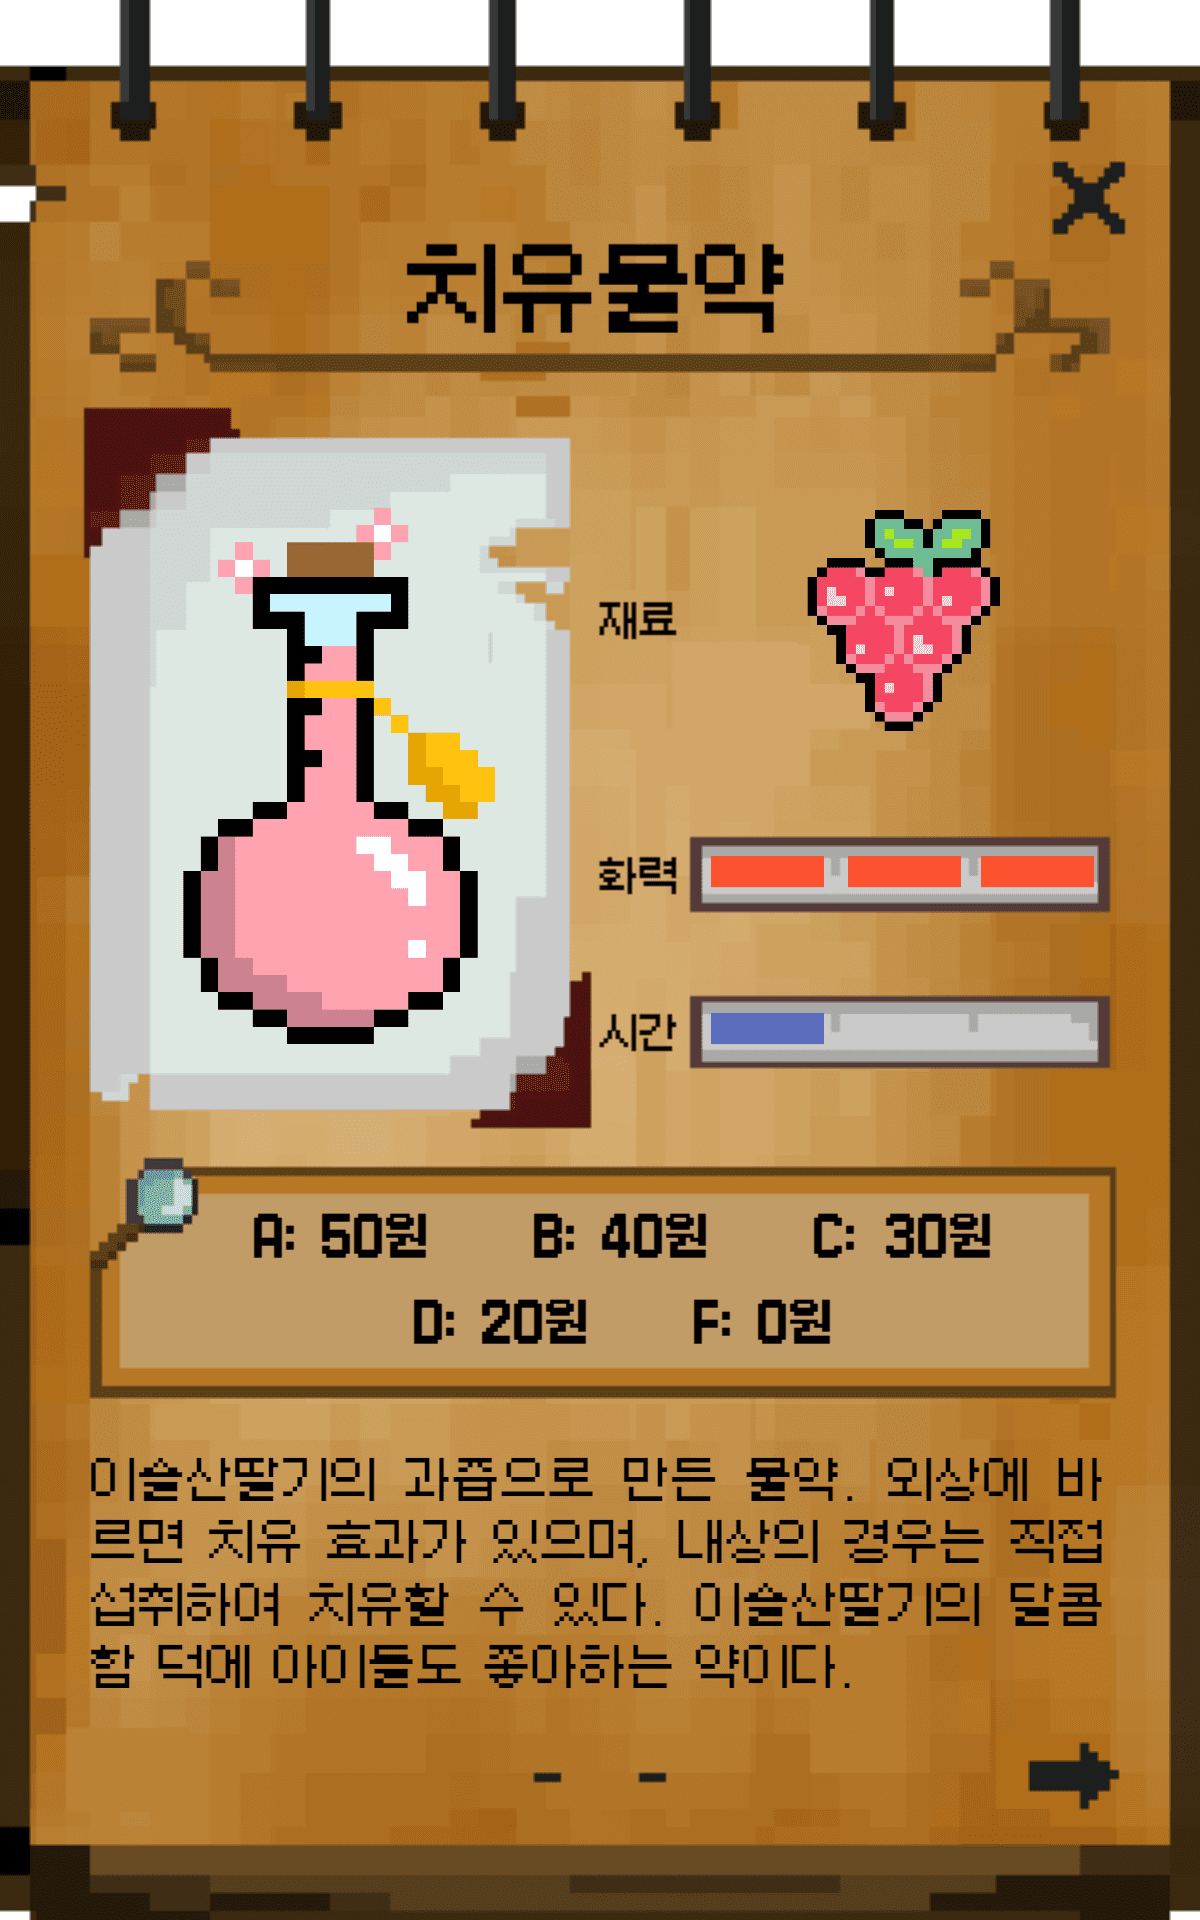 치유물약
재료
화력
시간
A: 50원 B: 40원 C: 30원
D: 20원 F: 0원
이슬산딸기의 과즙으로 만든 물약. 외상에 바
르면 치유 효과가 있으며, 내상의 경우는 직접
섭취하여 치유할 수 있다. 이슬산딸기의 달콤
함 덕에 아이들도 좋아하는 약이다.
- -